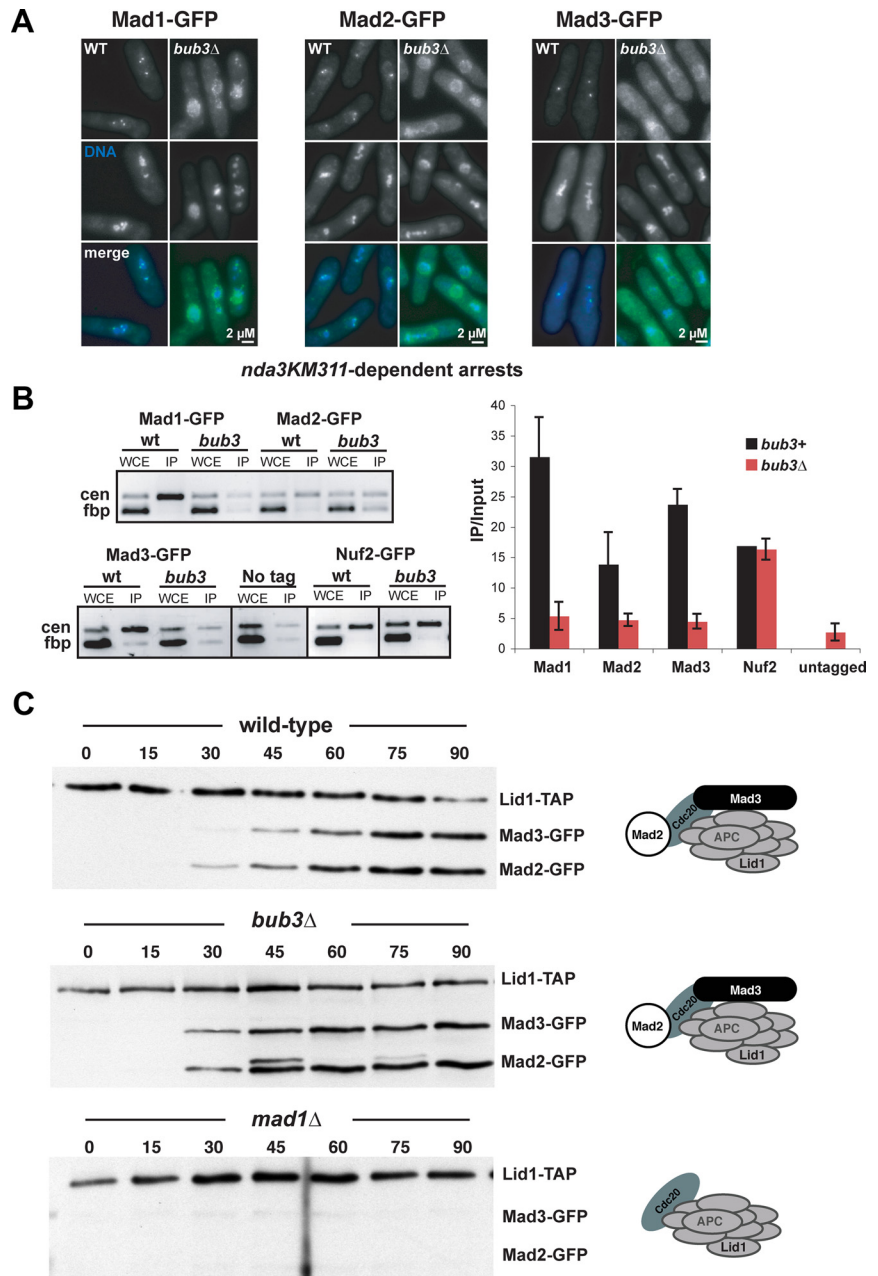 A
Mad1-GFP
Mad2-GFP
Mad3-GFP
WT
bub3Δ
WT
bub3Δ
WT
bub3Δ
DNA
merge
2 µM
2 µM
2 µM
nda3KM311-dependent arrests
B
Mad1-GFP
Mad2-GFP
wt
bub3
wt
bub3
WCE IP WCE IP WCE IP WCE IP
cen
fbp
Mad3-GFP
Nuf2-GFP
wt
bub3
No tag
wt
bub3
WCE IP WCE IP WCE IP WCE IP WCE IP
cen
fbp
IP/Input
40
35
30
25
20
15
10
5
0
bub3+
bub3Δ
Mad1 Mad2 Mad3 Nuf2 untagged
C
wild-type
0 15 30 45 60 75 90
Lid1-TAP
Mad3-GFP
Mad2-GFP
Mad3
Cdc20
Mad2
APC
Lid1
bub3Δ
0 15 30 45 60 75 90
Lid1-TAP
Mad3-GFP
Mad2-GFP
Mad3
Cdc20
Mad2
APC
Lid1
mad1Δ
0 15 30 45 60 75 90
Lid1-TAP
Mad3-GFP
Mad2-GFP
Cdc20
APC
Lid1